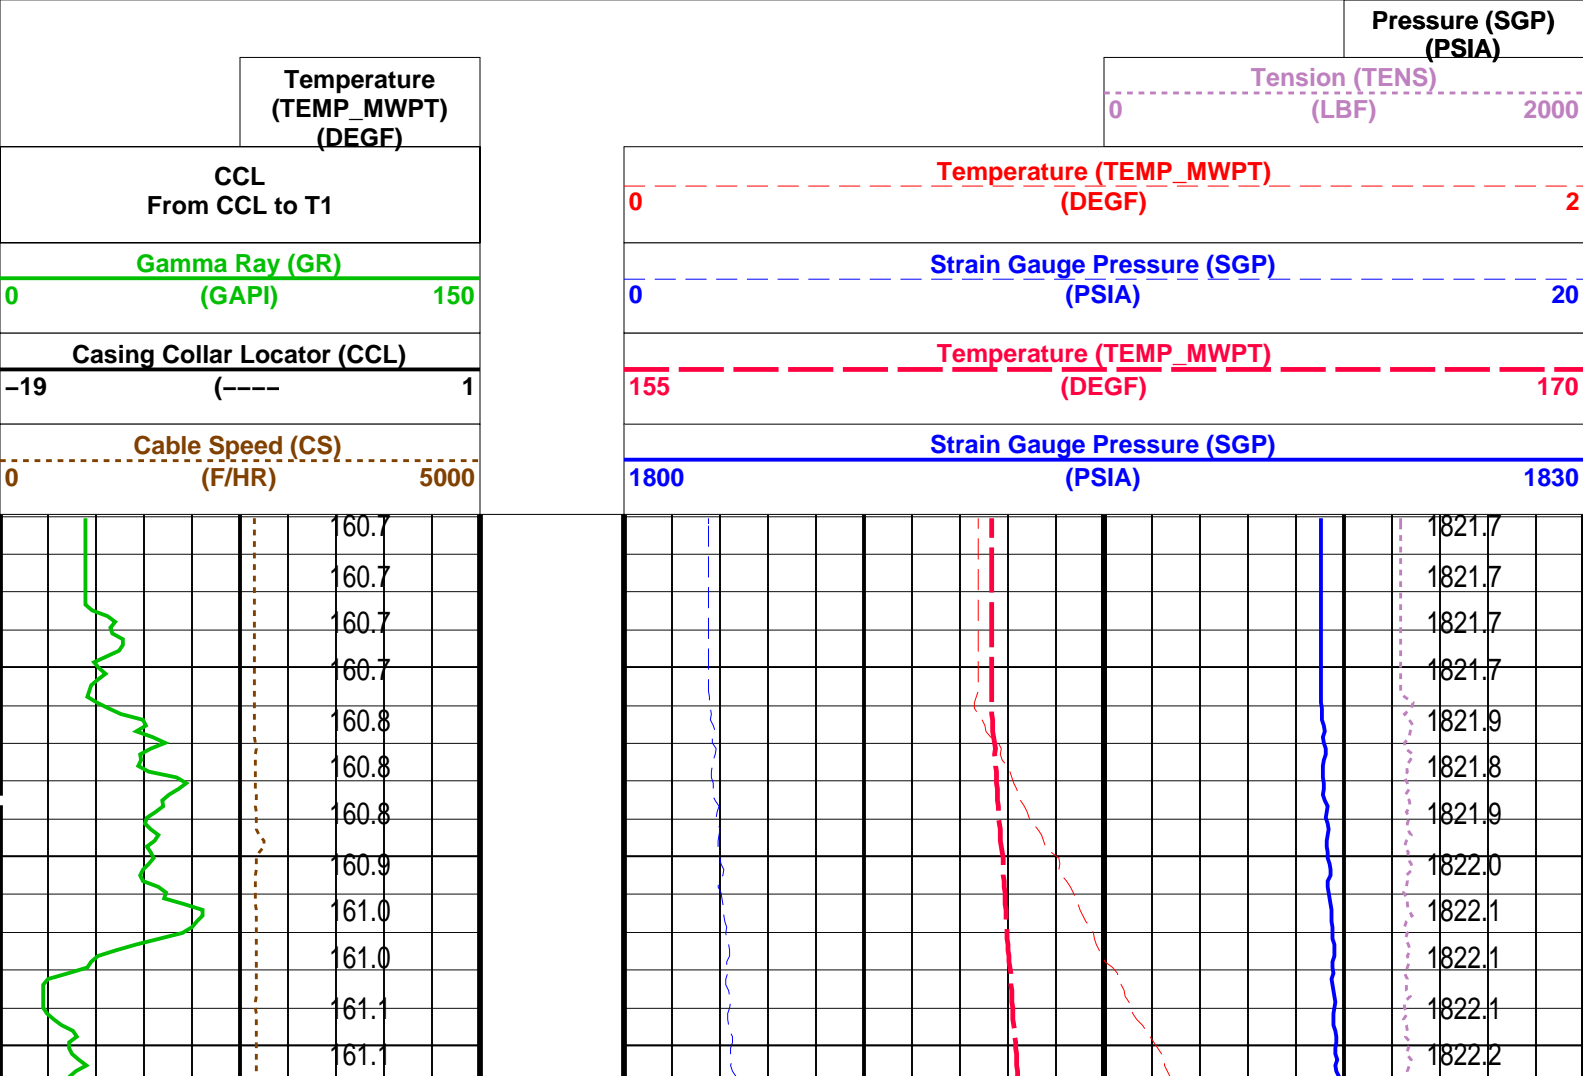 Pressure (SGP)
(PSIA)
Temperature
(TEMP_MWPT)
(DEGF)
Tension (TENS)
0 (LBF) 2000
CCL
From CCL to T1
Temperature (TEMP_MWPT)
0 (DEGF) 2
Gamma Ray (GR)
0 (GAPI) 150
Strain Gauge Pressure (SGP)
0 (PSIA) 20
Casing Collar Locator (CCL)
–19 (–––– 1
Temperature (TEMP_MWPT)
155 (DEGF) 170
Cable Speed (CS)
0 (F/HR) 5000
Strain Gauge Pressure (SGP)
1800 (PSIA) 1830
160.7 1821.7
160.7 1821.7
160.7 1821.7
160.7 1821.7
160.8 1821.9
160.8 1821.8
160.8 1821.9
160.9 1822.0
161.0 1822.1
161.0 1822.1
161.1 1822.1
161.1 1822.2